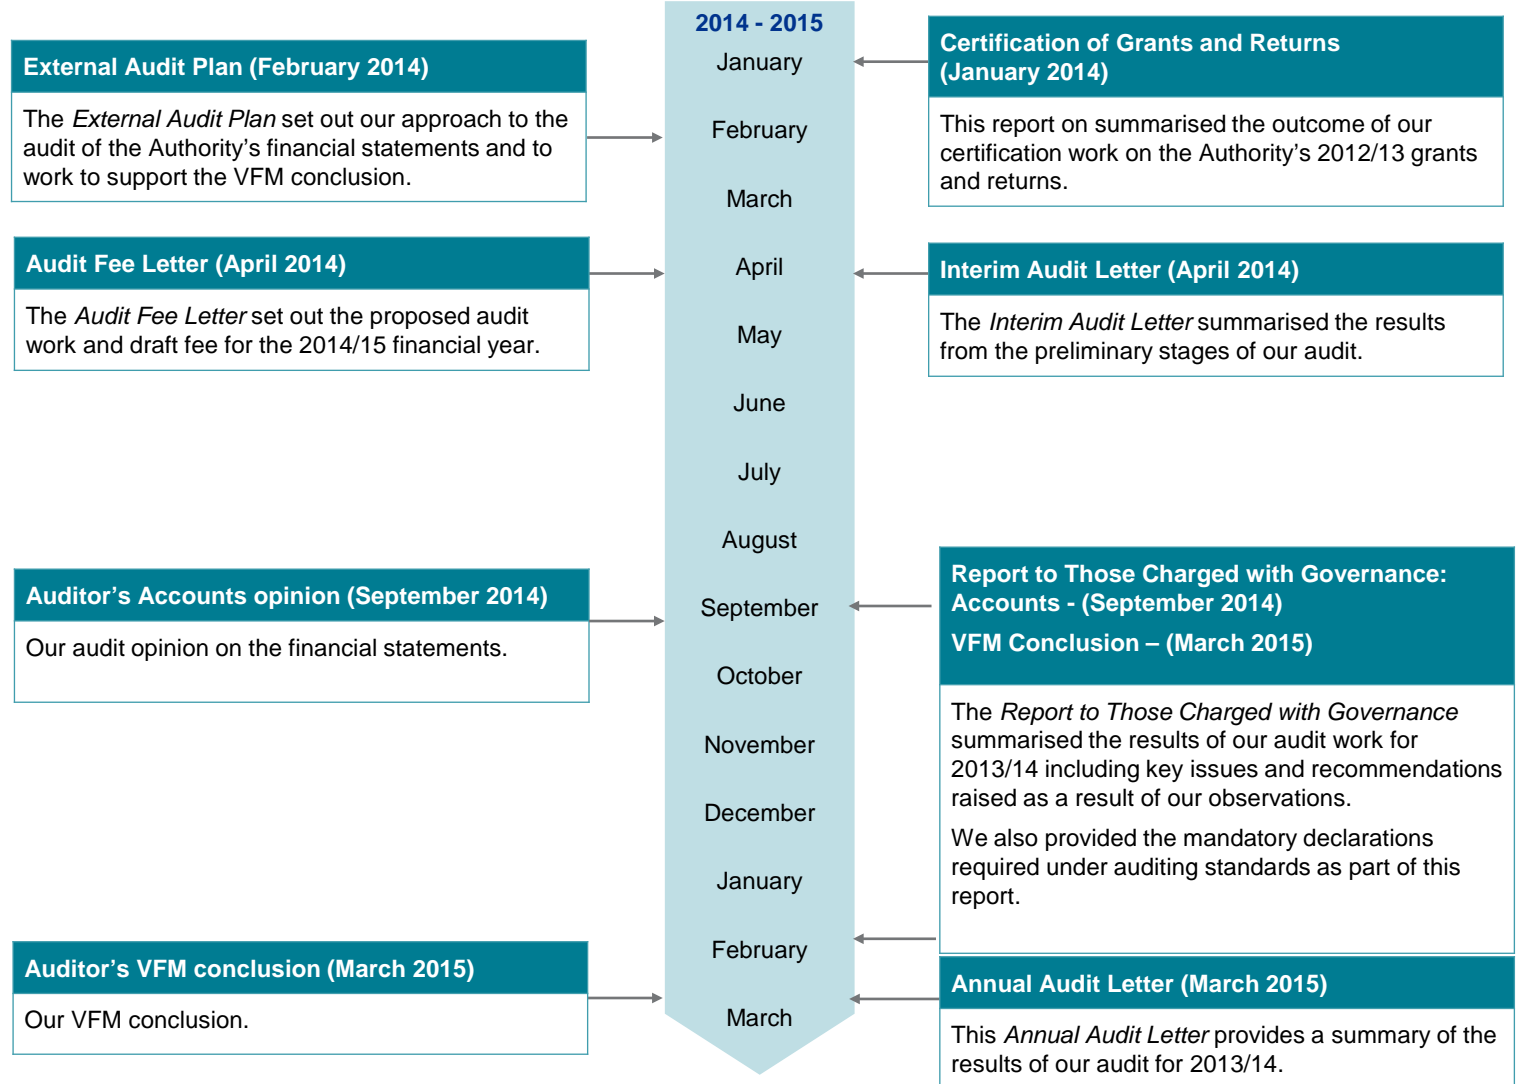 2014 - 2015
January
February
March
April
May
June
July
August
September
October
November
December
January
February
March
External Audit Plan (February 2014)
The External Audit Plan set out our approach to the
audit of the Authority’s financial statements and to
work to support the VFM conclusion.
Audit Fee Letter (April 2014)
The Audit Fee Letter set out the proposed audit
work and draft fee for the 2014/15 financial year.
Auditor’s Accounts opinion (September 2014)
Our audit opinion on the financial statements.
Auditor’s VFM conclusion (March 2015)
Our VFM conclusion.
Certification of Grants and Returns
(January 2014)
This report on summarised the outcome of our
certification work on the Authority’s 2012/13 grants
and returns.
Interim Audit Letter (April 2014)
The Interim Audit Letter summarised the results
from the preliminary stages of our audit.
Report to Those Charged with Governance:
Accounts - (September 2014)
VFM Conclusion – (March 2015)
The Report to Those Charged with Governance
summarised the results of our audit work for
2013/14 including key issues and recommendations
raised as a result of our observations.
We also provided the mandatory declarations
required under auditing standards as part of this
report.
Annual Audit Letter (March 2015)
This Annual Audit Letter provides a summary of the
results of our audit for 2013/14.